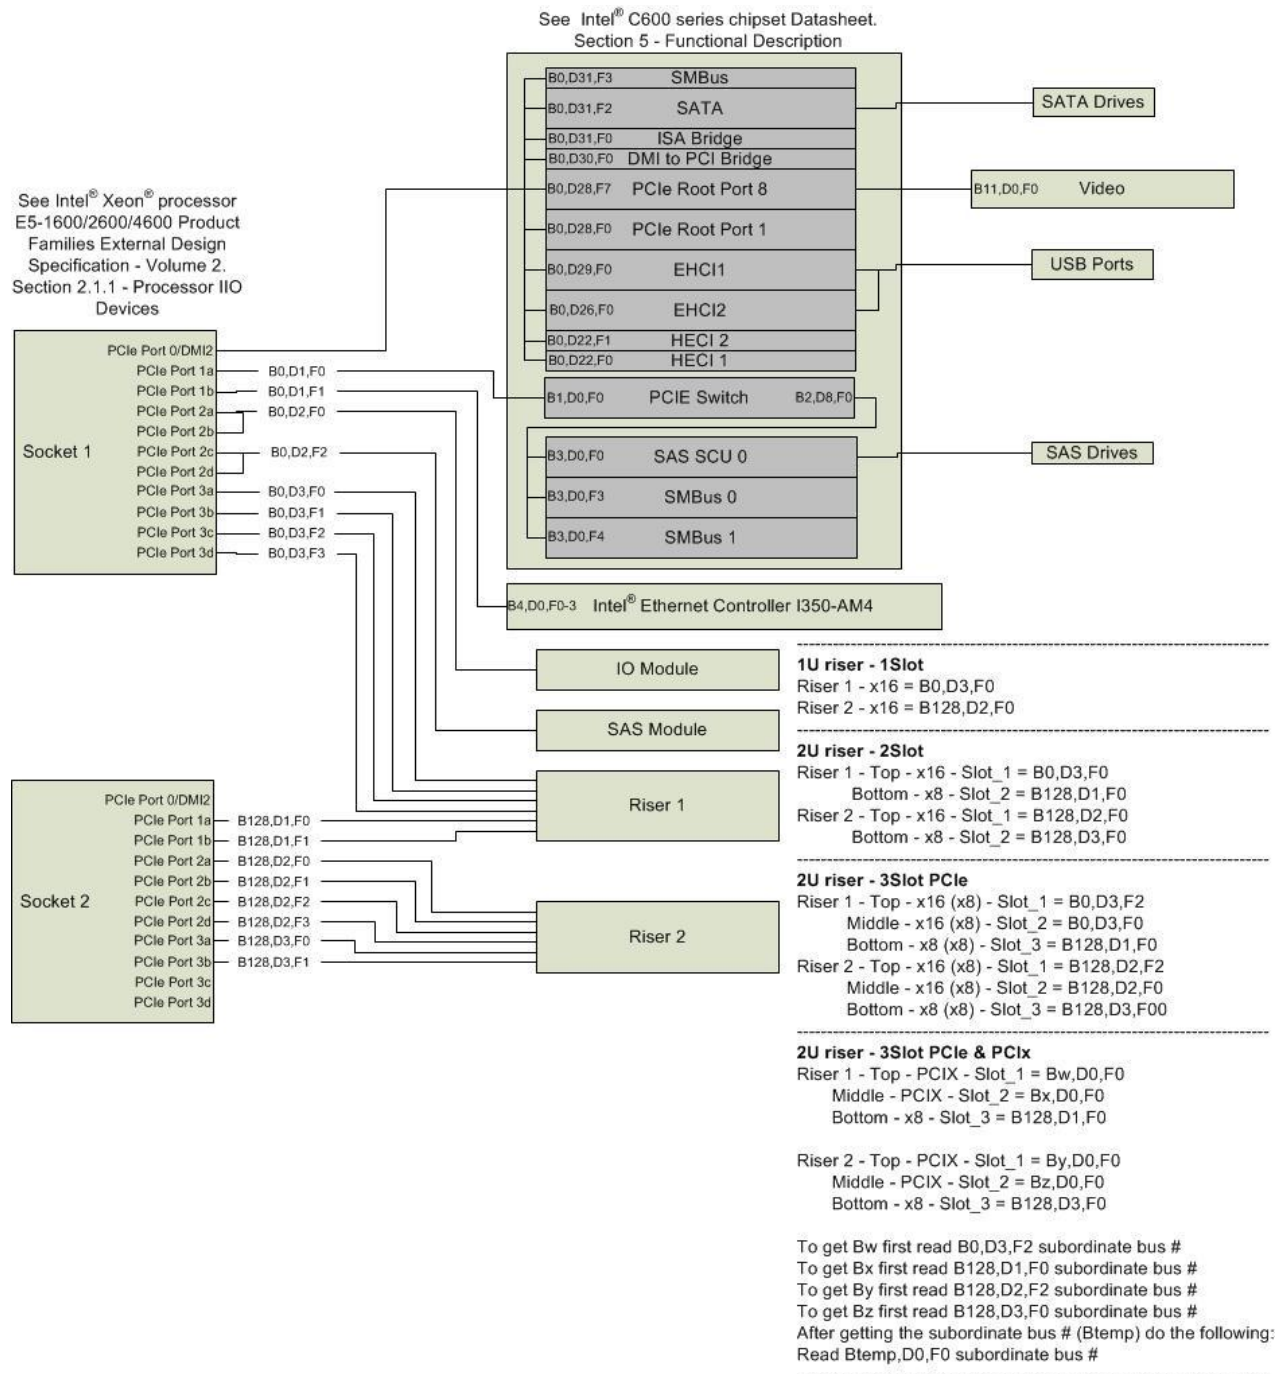 See Intel® C600 series chipset Datasheet.
Section 5 - Functional Description
B0,D31,F3 SMBus
B0,D31,F2 SATA
SATA Drives
B0,D31,F0 ISA Bridge
B0,D30,F0 DMI to PCI Bridge
B0,D28,F7 PCIe Root Port 8
B11,D0,F0 Video
B0,D28,F0 PCIe Root Port 1
B0,D29,F0 EHCI1
USB Ports
B0,D26,F0 EHCI2
B0,D22,F1 HECI 2
B0,D22,F0 HECI 1
B1,D0,F0 PCIE Switch B2,D8,F0
B3,D0,F0 SAS SCU 0
SAS Drives
B3,D0,F3 SMBus 0
B3,D0,F4 SMBus 1
B4,D0,F0-3 Intel® Ethernet Controller I350-AM4
See Intel® Xeon® processor
E5-1600/2600/4600 Product
Families External Design
Specification - Volume 2.
Section 2.1.1 - Processor IIO
Devices
Socket 1
PCIe Port 0/DMI2
PCIe Port 1a B0,D1,F0
PCIe Port 1b B0,D1,F1
PCIe Port 2a B0,D2,F0
PCIe Port 2b
PCIe Port 2c B0,D2,F2
PCIe Port 2d
PCIe Port 3a B0,D3,F0
PCIe Port 3b B0,D3,F1
PCIe Port 3c B0,D3,F2
PCIe Port 3d B0,D3,F3
IO Module
SAS Module
Riser 1
Riser 2
Socket 2
PCIe Port 0/DMI2
PCIe Port 1a B128,D1,F0
PCIe Port 1b B128,D1,F1
PCIe Port 2a B128,D2,F0
PCIe Port 2b B128,D2,F1
PCIe Port 2c B128,D2,F2
PCIe Port 2d B128,D2,F3
PCIe Port 3a B128,D3,F0
PCIe Port 3b B128,D3,F1
PCIe Port 3c
PCIe Port 3d
1U riser - 1Slot
Riser 1 - x16 = B0,D3,F0
Riser 2 - x16 = B128,D2,F0
2U riser - 2Slot
Riser 1 - Top - x16 - Slot_1 = B0,D3,F0
Bottom - x8 - Slot_2 = B128,D1,F0
Riser 2 - Top - x16 - Slot_1 = B128,D2,F0
Bottom - x8 - Slot_2 = B128,D3,F0
2U riser - 3Slot PCIe
Riser 1 - Top - x16 (x8) - Slot_1 = B0,D3,F2
Middle - x16 (x8) - Slot_2 = B0,D3,F0
Bottom - x8 (x8) - Slot_3 = B128,D1,F0
Riser 2 - Top - x16 (x8) - Slot_1 = B128,D2,F2
Middle - x16 (x8) - Slot_2 = B128,D2,F0
Bottom - x8 (x8) - Slot_3 = B128,D3,F00
2U riser - 3Slot PCIe & PCIx
Riser 1 - Top - PCIX - Slot_1 = Bw,D0,F0
Middle - PCIX - Slot_2 = Bx,D0,F0
Bottom - x8 - Slot_3 = B128,D1,F0
Riser 2 - Top - PCIX - Slot_1 = By,D0,F0
Middle - PCIX - Slot_2 = Bz,D0,F0
Bottom - x8 - Slot_3 = B128,D3,F0
To get Bw first read B0,D3,F2 subordinate bus #
To get Bx first read B128,D1,F0 subordinate bus #
To get By first read B128,D2,F2 subordinate bus #
To get Bz first read B128,D3,F0 subordinate bus #
After getting the subordinate bus # (Btemp) do the following:
Read Btemp,D0,F0 subordinate bus #